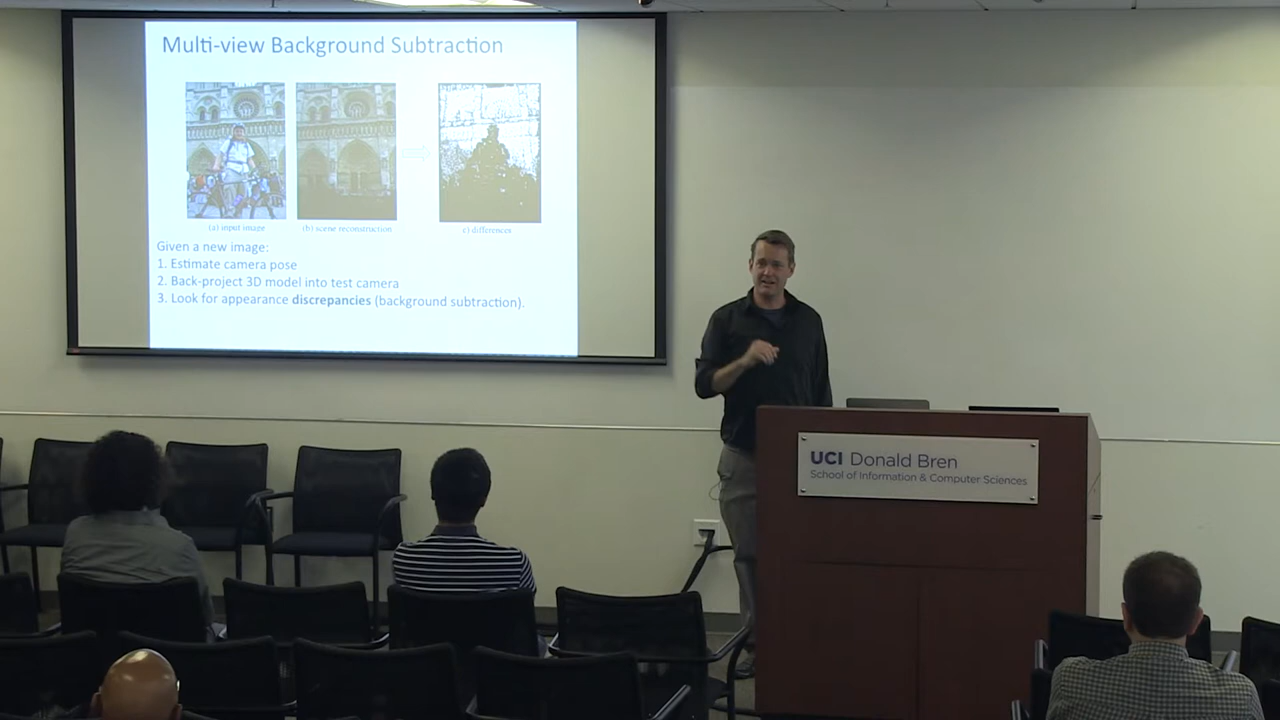 Multi-view Background Subtraction
(a) input image
(b) scene reconstruction
c) differences
Given a new image:
1. Estimate camera pose
2. Back-project 3D model into test camera
3. Look for appearance discrepancies (background subtraction).
UCI Donald Bren
School of Information & Computer Sciences